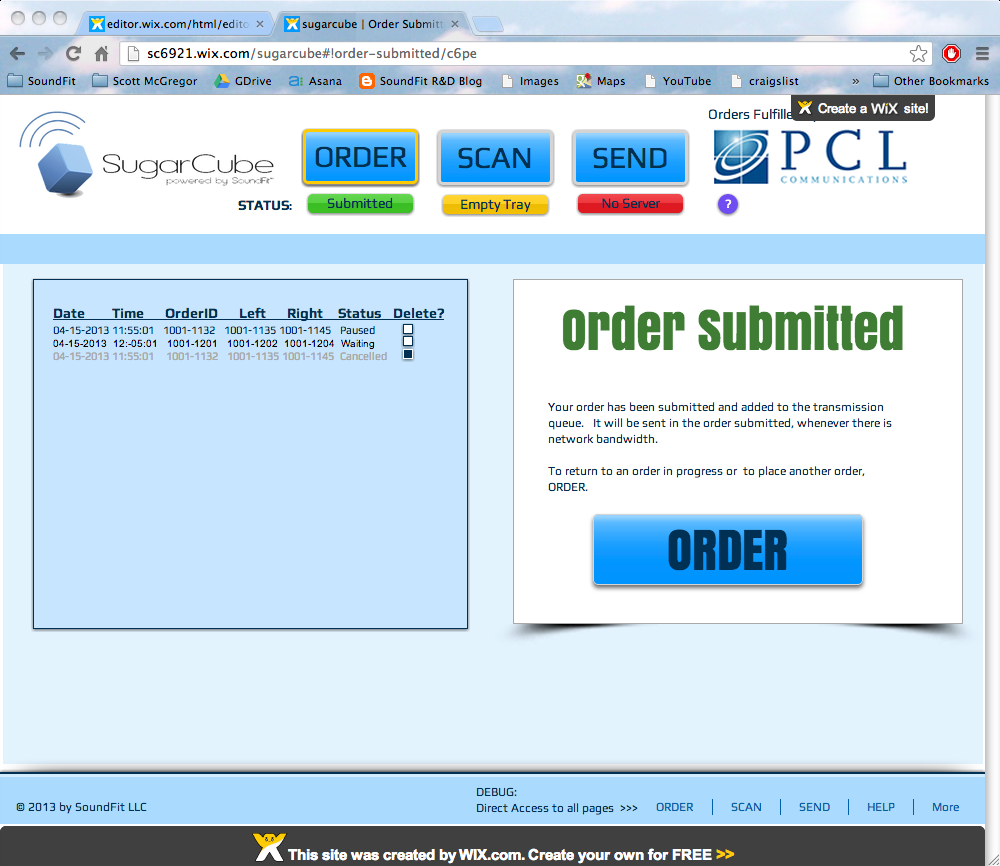 editor.wix.com/html/edito
sugarcube | Order Submitt
sc6921.wix.com/sugarcube#!order-submitted/c6pe
SoundFit Scott McGregor GDrive Asana SoundFit R&D Blog Images Maps YouTube craigslist » Other Bookmarks
Create a WiX site!
Orders Fulfille
SugarCube
powered by SoundFit
ORDER SCAN SEND
PCL
COMMUNICATIONS
STATUS: Submitted Empty Tray No Server ?
Date Time OrderID Left Right Status Delete?
04-15-2013 11:55:01 1001-1132 1001-1135 1001-1145 Paused
04-15-2013 12:-05:01 1001-1201 1001-1202 1001-1204 Waiting
04-15-2013 11:55:01 1001-1132 1001-1135 1001-1145 Cancelled
Order Submitted
Your order has been submitted and added to the transmission
queue. It will be sent in the order submitted, whenever there is
network bandwidth.
To return to an order in progress or to place another order,
ORDER.
ORDER
DEBUG:
© 2013 by SoundFit LLC
Direct Access to all pages >>> ORDER | SCAN | SEND | HELP | More
This site was created by WIX.com. Create your own for FREE >>